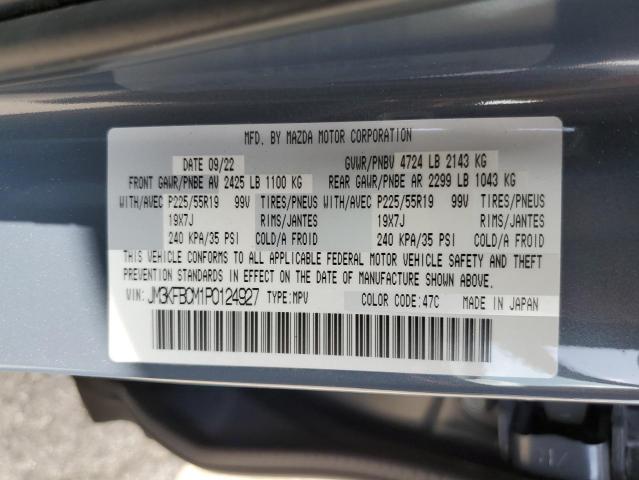 MFD. BY MAZDA MOTOR CORPORATION
DATE 09/22 GVWR/PNBV 4724 LB 2143 KG
FRONT GAWR/PNBE AV 2425 LB 1100 KG REAR GAWR/PNBE AR 2299 LB 1043 KG
WITH/AVEC P225/55R19 99V TIRES/PNEUS WITH/AVEC P225/55R19 99V TIRES/PNEUS
19X7J RIMS/JANTES 19X7J RIMS/JANTES
240 KPA/35 PSI COLD/A FROID 240 KPA/35 PSI COLD/A FROID
THIS VEHICLE CONFORMS TO ALL APPLICABLE FEDERAL MOTOR VEHICLE SAFETY AND THEFT
PREVENTION STANDARDS IN EFFECT ON THE DATE OF MANUFACTURE SHOWN ABOVE.
VIN: JM3KFBCM1P0124927 TYPE:MPV COLOR CODE:47C MADE IN JAPAN